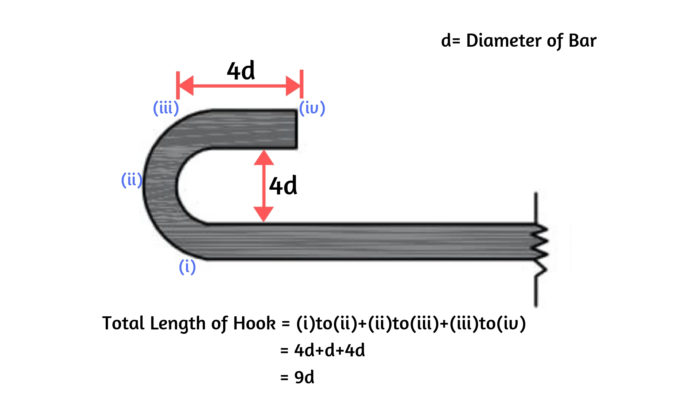 d= Diameter of Bar
4d
(iii)
(iv)
(ii)
4d
(i)
Total Length of Hook = (i)to(ii)+(ii)to(iii)+(iii)to(iv)
= 4d+d+4d
= 9d